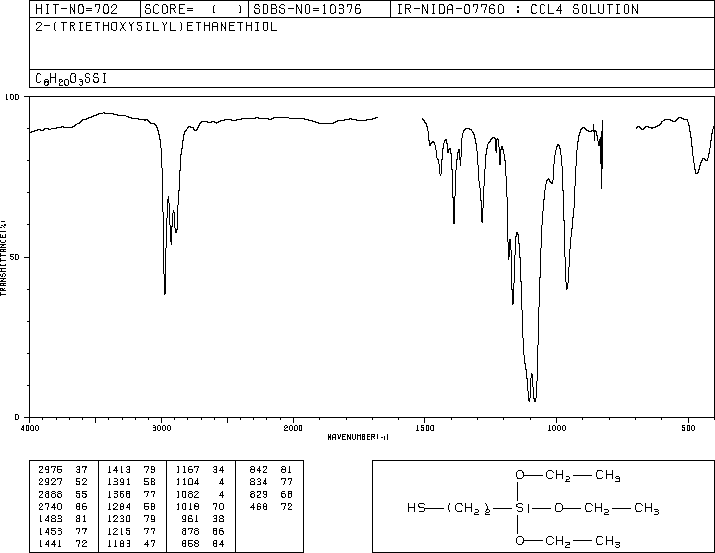 HIT-NO=702 SCORE= ( ) SDBS-NO=10376 IR-NIDA-07760 : CCL4 SOLUTION
2-(TRIETHOXYSILYL)ETHANETHIOL
C8H20O3SSI
100
50
0
TRANSMITTANCE(%)
4000 3000 2000 1500 1000 500
WAVENUMBER(-1)
2975 37 1413 79 1167 34 842 81
2927 52 1391 58 1104 4 834 77
2888 55 1368 77 1082 4 829 68
2740 86 1284 58 1018 70 468 72
1483 81 1230 79 961 38
1453 77 1215 77 878 86
1441 72 1183 47 858 84
O—CH2—CH3
HS—(CH2)2—SI—O—CH2—CH3
O—CH2—CH3